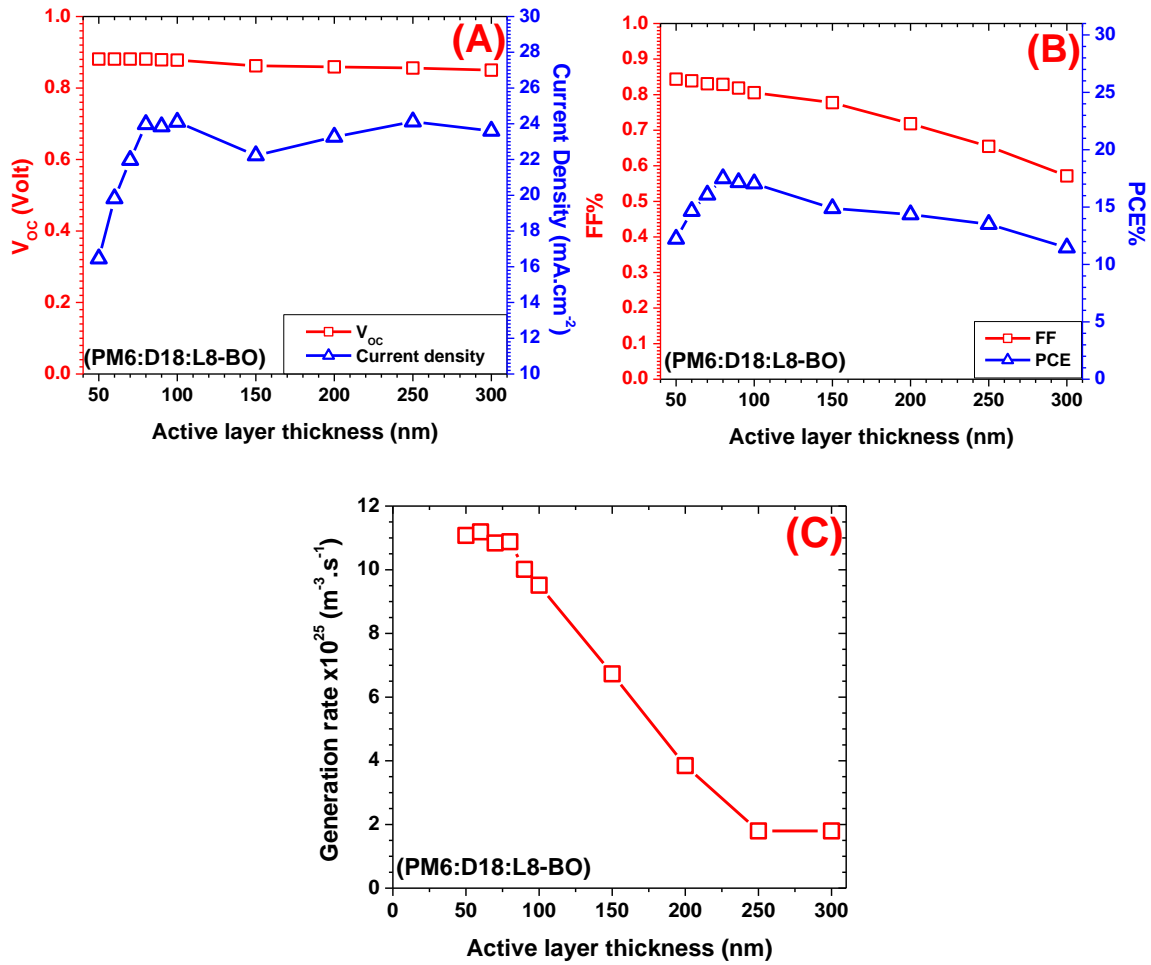 (A)
1.0
0.8
0.6
0.4
0.2
0.0
V_OC (Volt)
30
28
26
24
22
20
18
16
14
12
10
Current Density (mA.cm⁻²)
V_OC
Current density
(PM6:D18:L8-BO)
50 100 150 200 250 300
Active layer thickness (nm)
(B)
1.0
0.9
0.8
0.7
0.6
0.5
0.4
0.3
0.2
0.1
0.0
FF%
30
25
20
15
10
5
0
PCE%
FF
PCE
(PM6:D18:L8-BO)
50 100 150 200 250 300
Active layer thickness (nm)
(C)
12
10
8
6
4
2
0
Generation rate x10²⁵ (m⁻³.s⁻¹)
(PM6:D18:L8-BO)
0 50 100 150 200 250 300
Active layer thickness (nm)